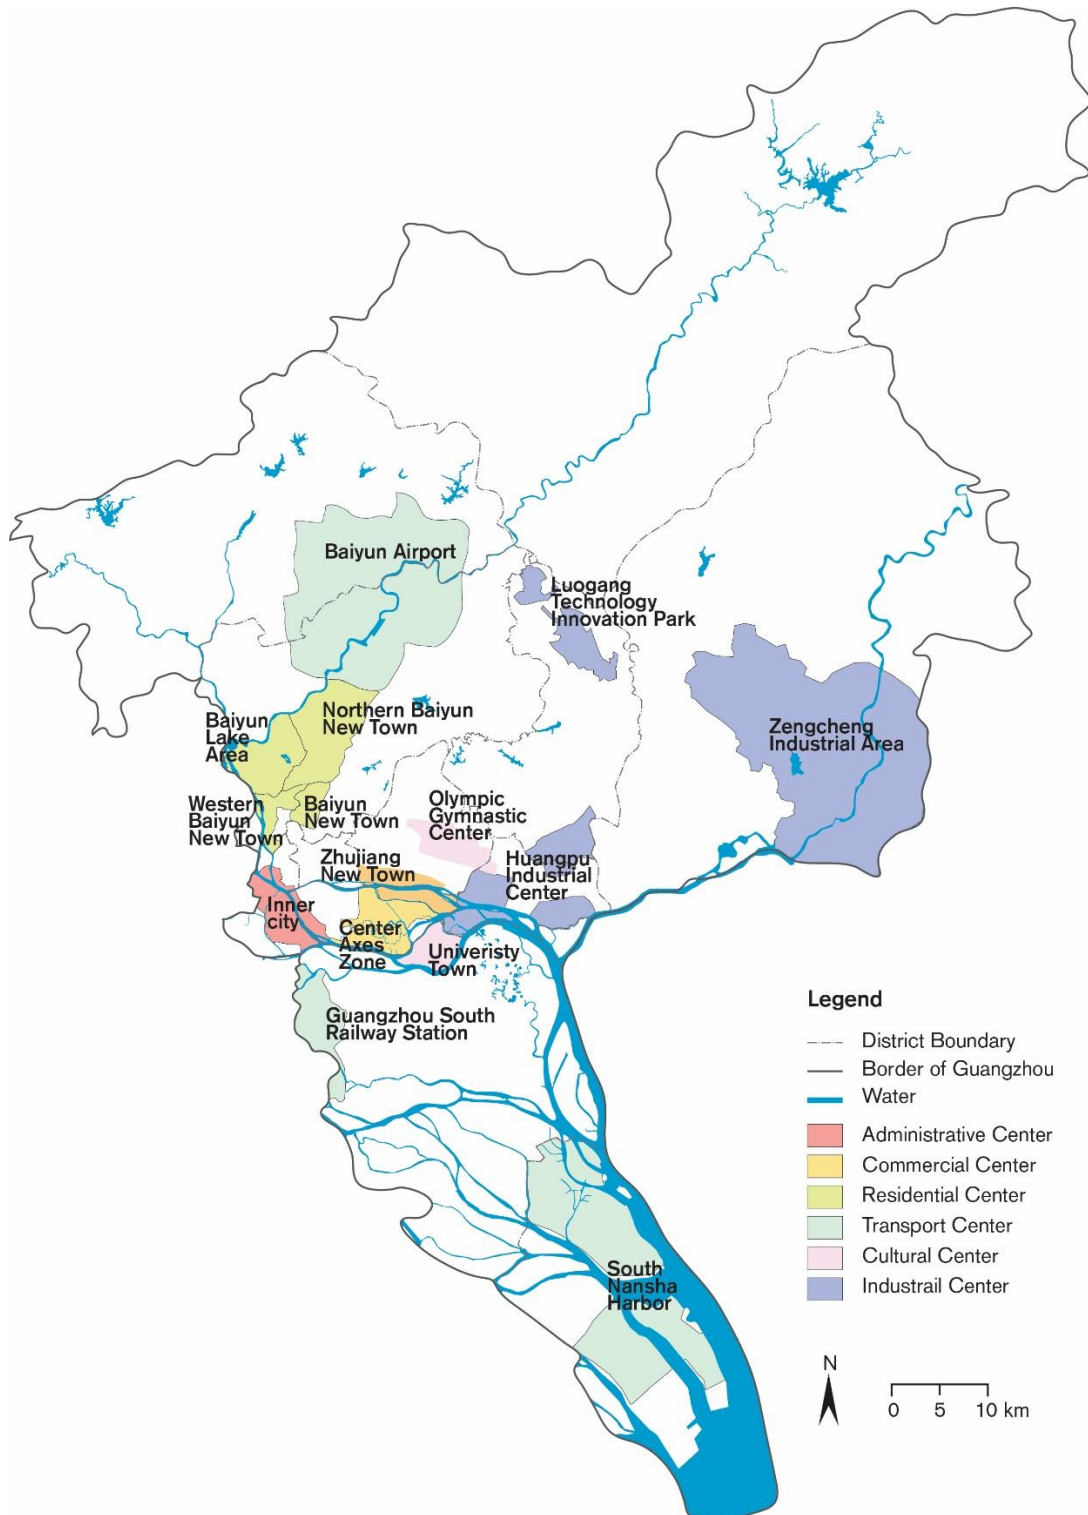 Baiyun Airport
Luogang
Technology
Innovation Park
Northern Baiyun
New Town
Baiyun
Lake
Area
Zengcheng
Industrial Area
Western
Baiyun
New Town
Baiyun
New Town
Olympic
Gymnastic
Center
Zhujiang
New Town
Huangpu
Industrial
Center
Inner
city
Center
Axes
Zone
Univeristy
Town
Guangzhou South
Railway Station
South
Nansha
Harbor
Legend
District Boundary
Border of Guangzhou
Water
Administrative Center
Commercial Center
Residential Center
Transport Center
Cultural Center
Industrail Center
N
0 5 10 km